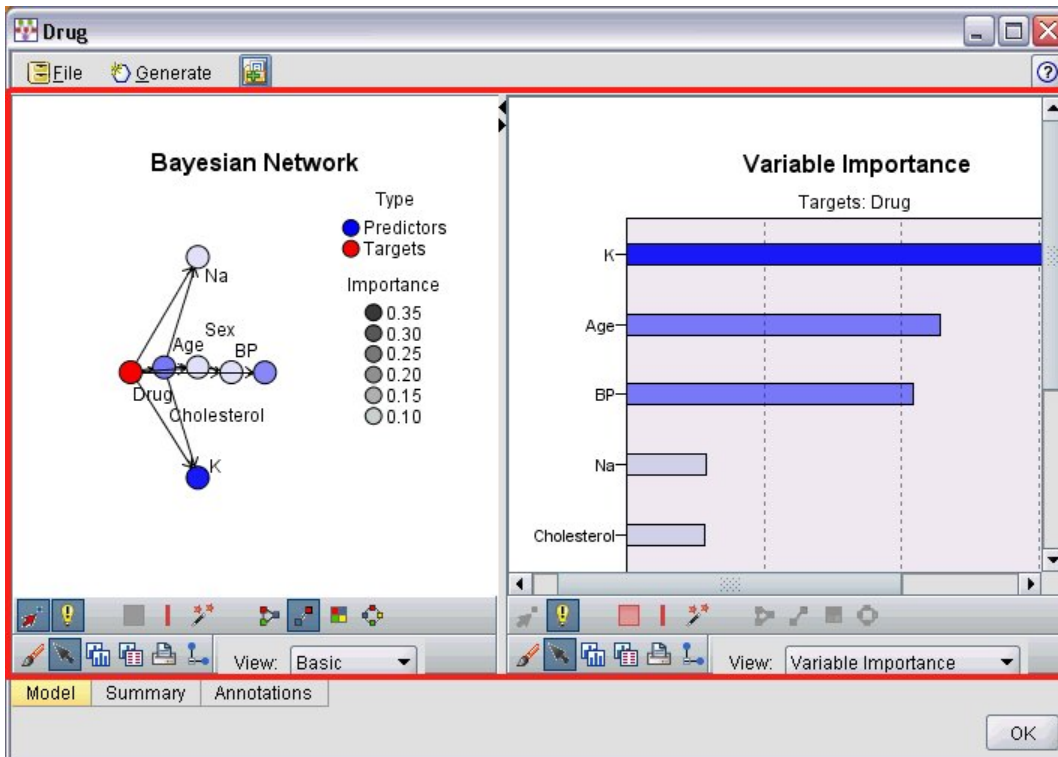 Drug
File Generate
Bayesian Network
Type
Predictors
Targets
Importance
0.35
0.30
0.25
0.20
0.15
0.10
Na
Sex
Age
BP
Drug
Cholesterol
K
View: Basic
Variable Importance
Targets: Drug
K
Age
BP
Na
Cholesterol
View: Variable Importance
Model Summary Annotations
OK